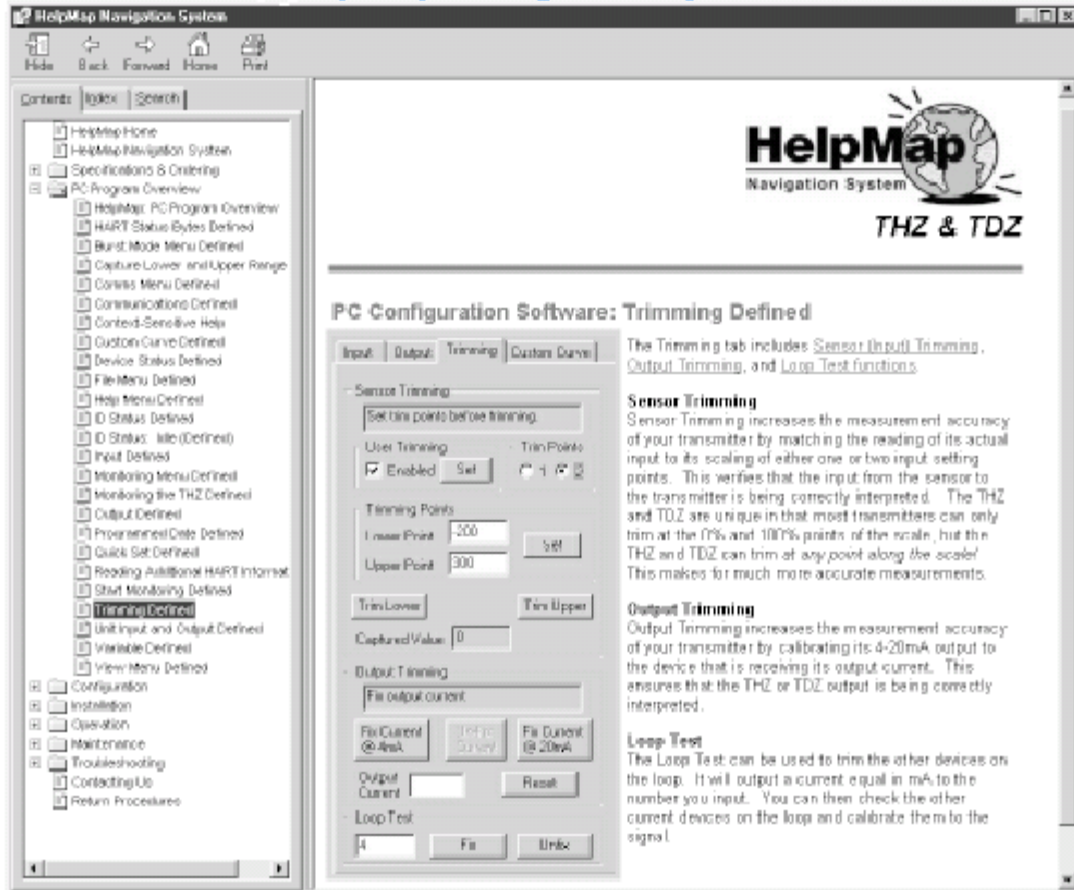 HelpMap Navigation System
Hide Back Forward Home Print
Contents Index Search
HelpMap Home
HelpMap Navigation System
Specifications & Ordering
PC Program Overview
HelpMap: PC Program Overview
HART Status Bytes Defined
Burst Mode Menu Defined
Capture Lower and Upper Range
Comms Menu Defined
Communications Defined
Context-Sensitive Help
Custom Curve Defined
Device Status Defined
File Menu Defined
Help Menu Defined
ID Status Defined
ID Status: Idle (Defined)
Input Defined
Monitoring Menu Defined
Monitoring the THZ Defined
Output Defined
Programmed Date Defined
Quick Set Defined
Reading Additional HART Informat
Start Monitoring Defined
Trimming Defined
Unit Input and Output Defined
Variable Defined
View Menu Defined
Configuration
Installation
Operation
Maintenance
Troubleshooting
Contacting Us
Return Procedures
HelpMap
Navigation System
THZ & TDZ
PC Configuration Software: Trimming Defined
Input Output Trimming Custom Curve
Sensor Trimming
Set trim points before trimming.
User Trimming Trim Points
Enabled Set 1 2
Trimming Points
Lower Point -200
Set
Upper Point 300
Trim Lower Trim Upper
Captured Value: 0
Output Trimming
Fix output current
Fix Current @ 4mA Unfix Current Fix Current @ 20mA
Output Current Reset
Loop Test
4 Fix Unfix
The Trimming tab includes Sensor (Input) Trimming,
Output Trimming, and Loop Test functions.
Sensor Trimming
Sensor Trimming increases the measurement accuracy
of your transmitter by matching the reading of its actual
input to its scaling of either one or two input setting
points. This verifies that the input from the sensor to
the transmitter is being correctly interpreted. The THZ
and TDZ are unique in that most transmitters can only
trim at the 0% and 100% points of the scale, but the
THZ and TDZ can trim at any point along the scale!
This makes for much more accurate measurements.
Output Trimming
Output Trimming increases the measurement accuracy
of your transmitter by calibrating its 4-20mA output to
the device that is receiving its output current. This
ensures that the THZ or TDZ output is being correctly
interpreted.
Loop Test
The Loop Test can be used to trim the other devices on
the loop. It will output a current equal in mA to the
number you input. You can then check the other
current devices on the loop and calibrate them to the
signal.